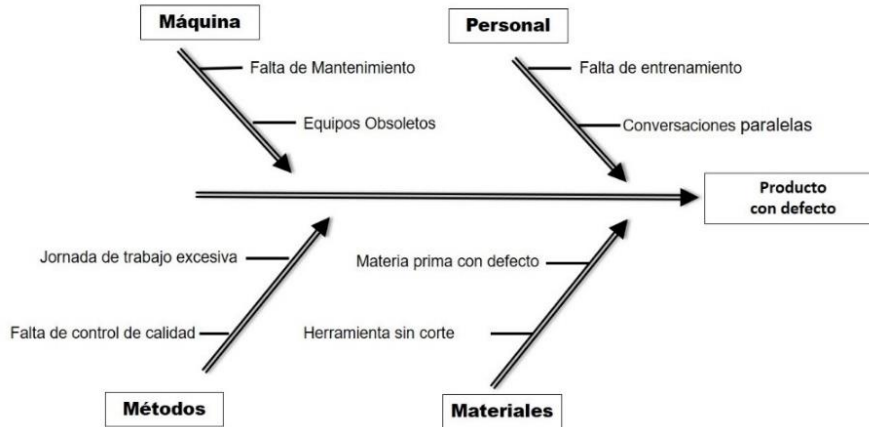 Máquina
Personal
Falta de Mantenimiento
Falta de entrenamiento
Equipos Obsoletos
Conversaciones paralelas
Producto
con defecto
Jornada de trabajo excesiva
Materia prima con defecto
Falta de control de calidad
Herramienta sin corte
Métodos
Materiales